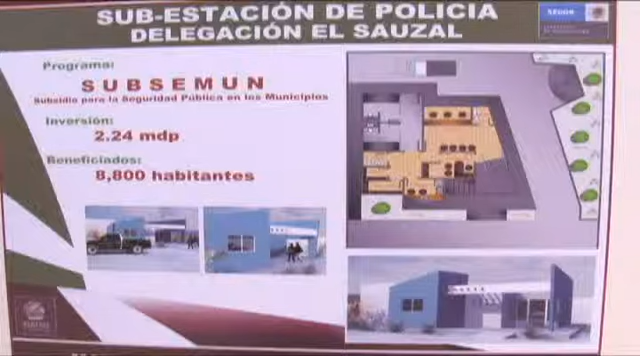 SUB-ESTACIÓN DE POLICIA
DELEGACIÓN EL SAUZAL
Programa:
SUBSEMUN
Subsidio para la Seguridad Pública en los Municipios
Inversión:
2.24 mdp
Beneficiados:
8,800 habitantes